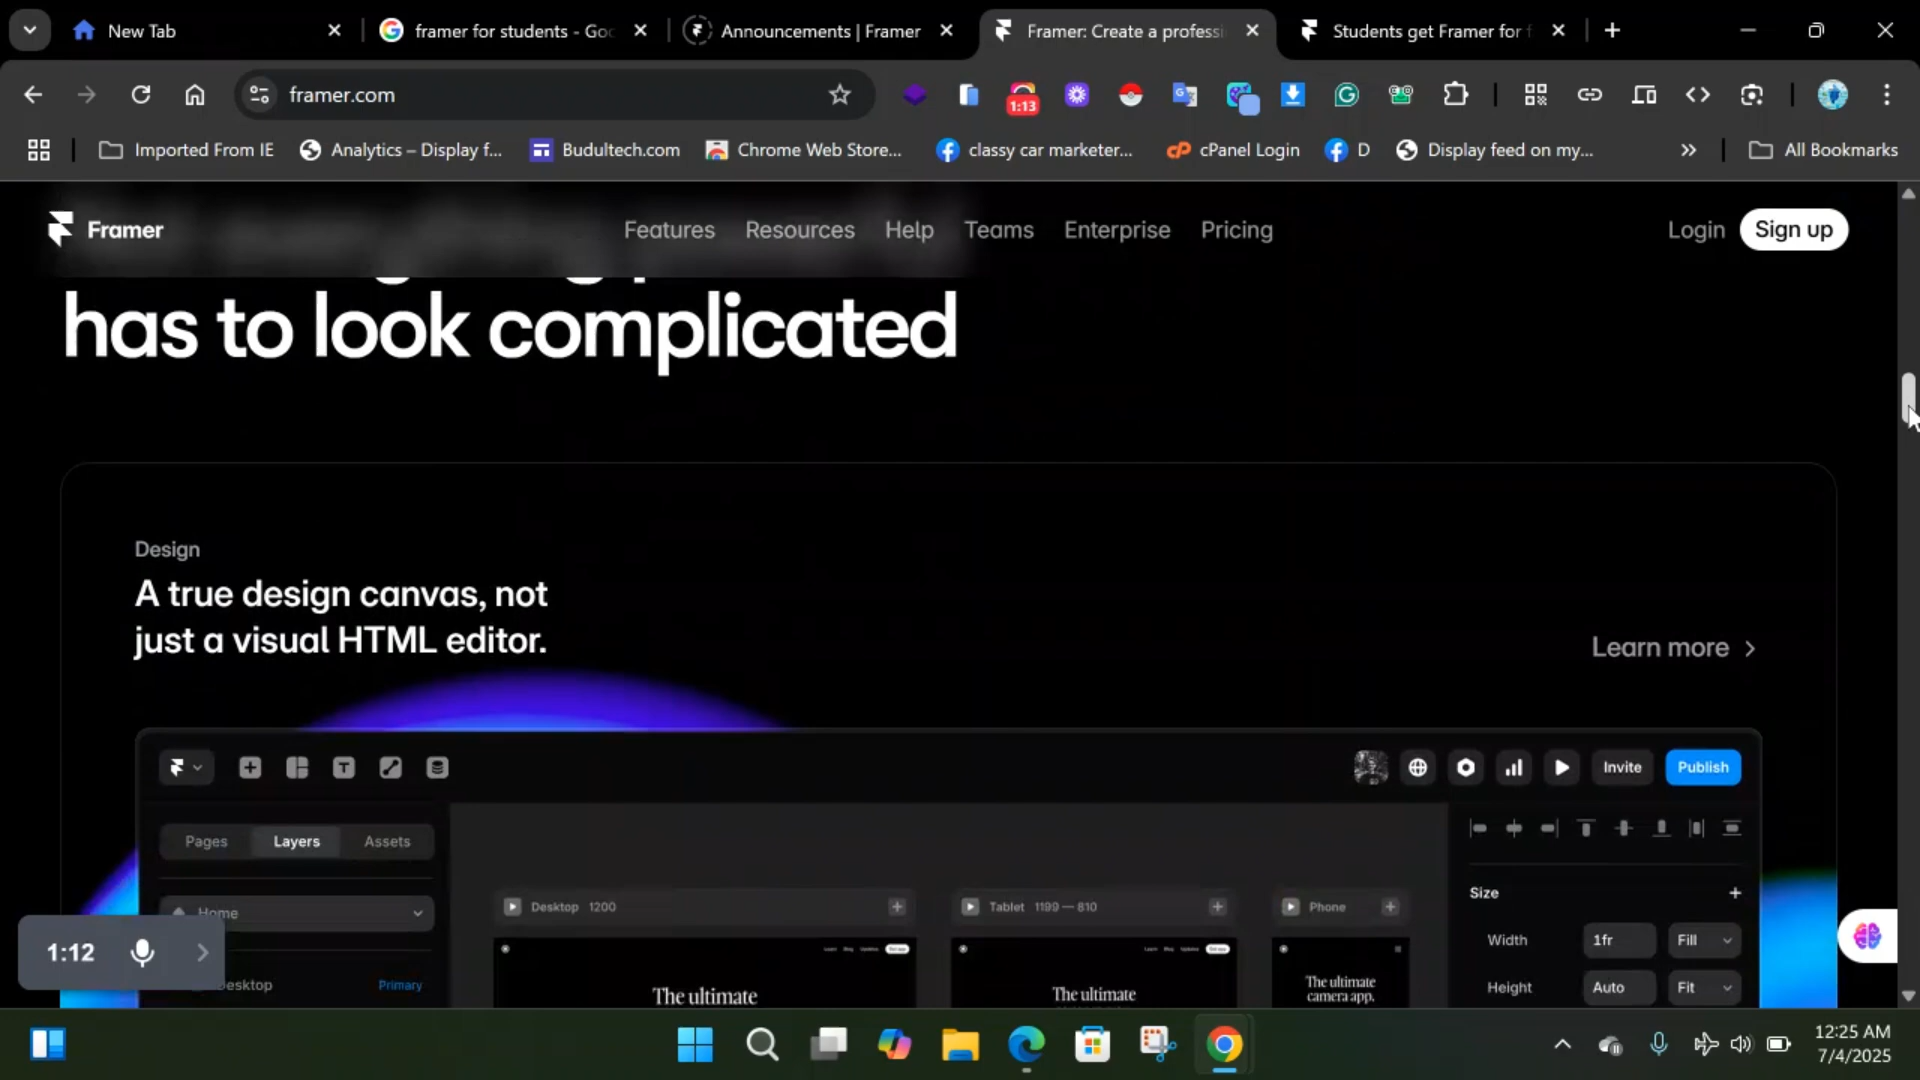 New Tab
framer for students - Goo
Announcements | Framer
Framer: Create a professi
Students get Framer for f
framer.com
1:13
Imported From IE
Analytics – Display f...
Budultech.com
Chrome Web Store...
classy car marketer...
cPanel Login
D
Display feed on my...
All Bookmarks
Framer
Features
Resources
Help
Teams
Enterprise
Pricing
Login
Sign up
has to look complicated
Design
A true design canvas, not
just a visual HTML editor.
Learn more
Invite
Publish
Pages
Layers
Assets
Home
Desktop 1200
Tablet 1199 — 810
Phone
Size
Width
1fr
Fill
Height
Auto
Fit
1:12
Desktop
Primary
The ultimate
The ultimate
The ultimate
camera app.
12:25 AM
7/4/2025